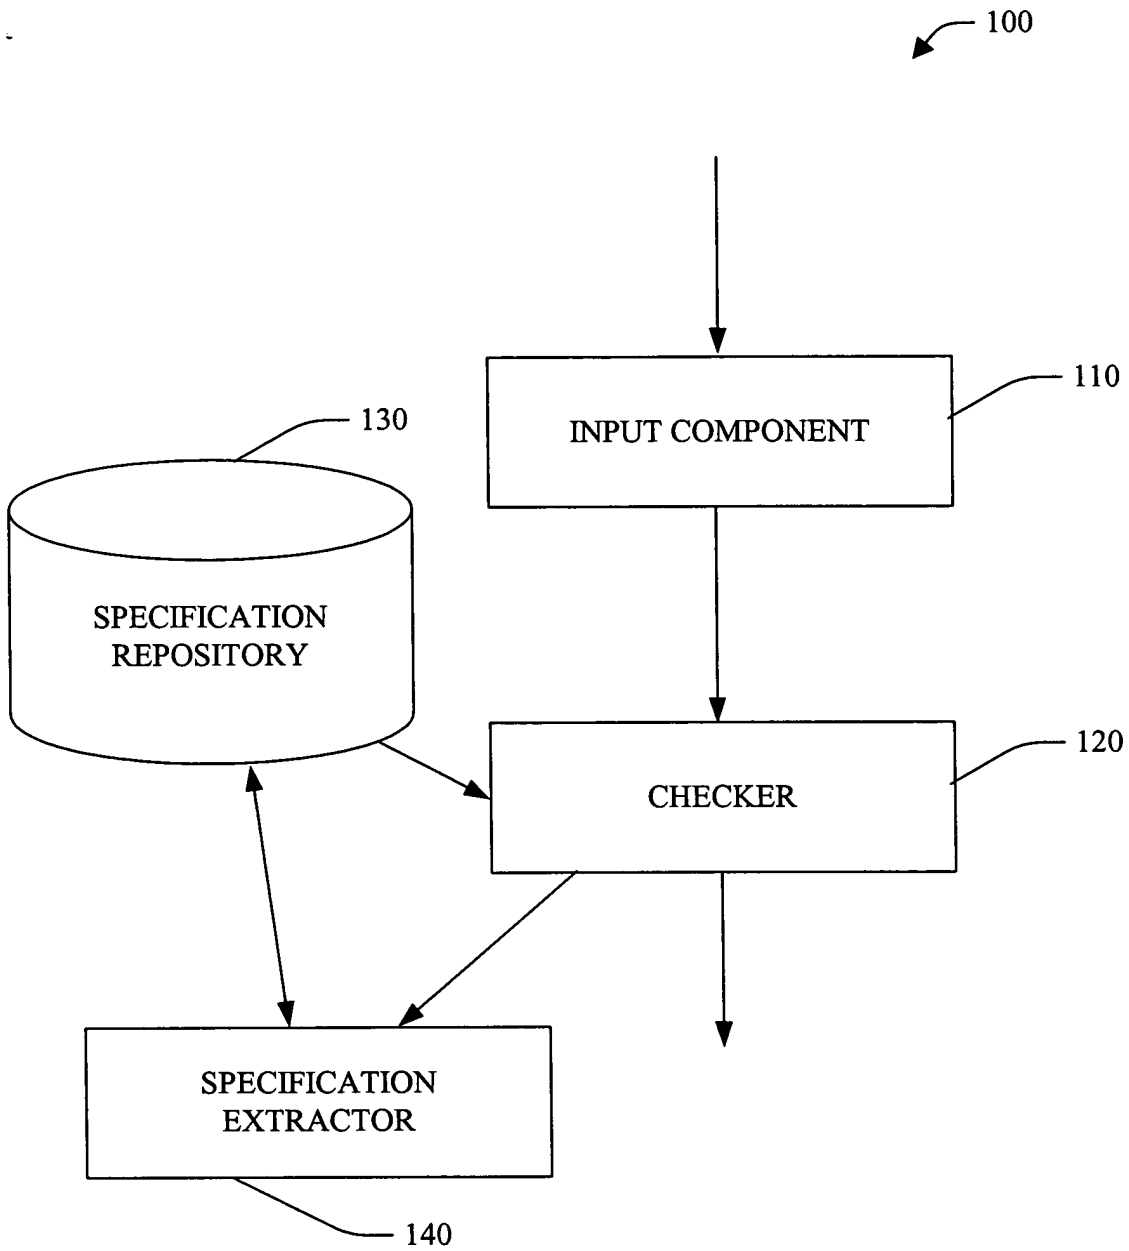 100
110
INPUT COMPONENT
130
SPECIFICATION
REPOSITORY
120
CHECKER
SPECIFICATION
EXTRACTOR
140